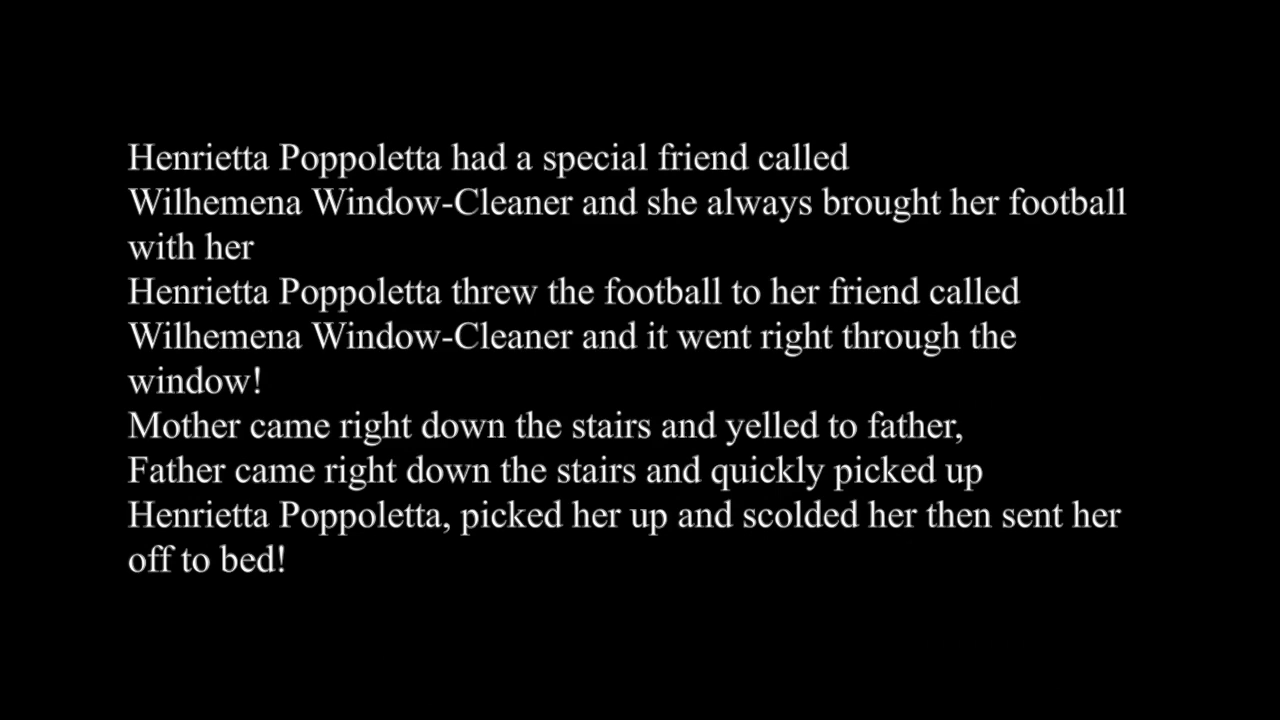 Henrietta Poppoletta had a special friend called
Wilhemena Window-Cleaner and she always brought her football
with her
Henrietta Poppoletta threw the football to her friend called
Wilhemena Window-Cleaner and it went right through the
window!
Mother came right down the stairs and yelled to father,
Father came right down the stairs and quickly picked up
Henrietta Poppoletta, picked her up and scolded her then sent her
off to bed!